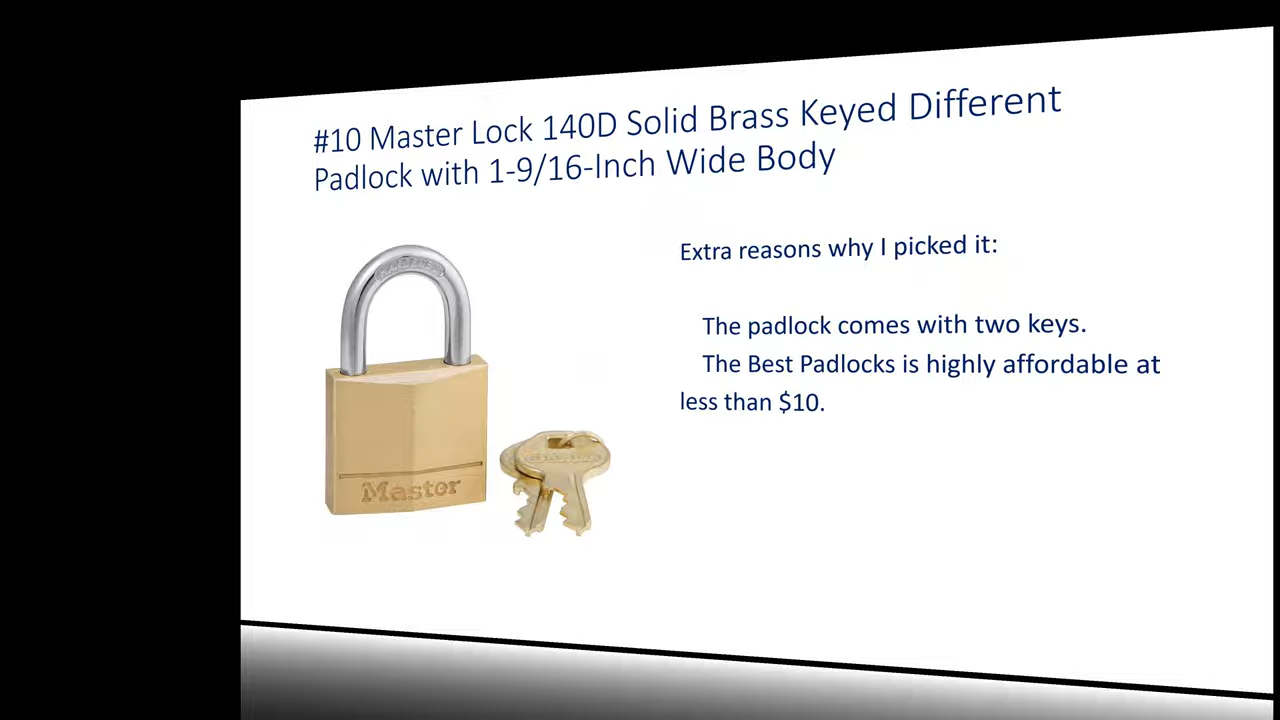 #10 Master Lock 140D Solid Brass Keyed Different
Padlock with 1-9/16-Inch Wide Body
Extra reasons why I picked it:
The padlock comes with two keys.
The Best Padlocks is highly affordable at
less than $10.
Master